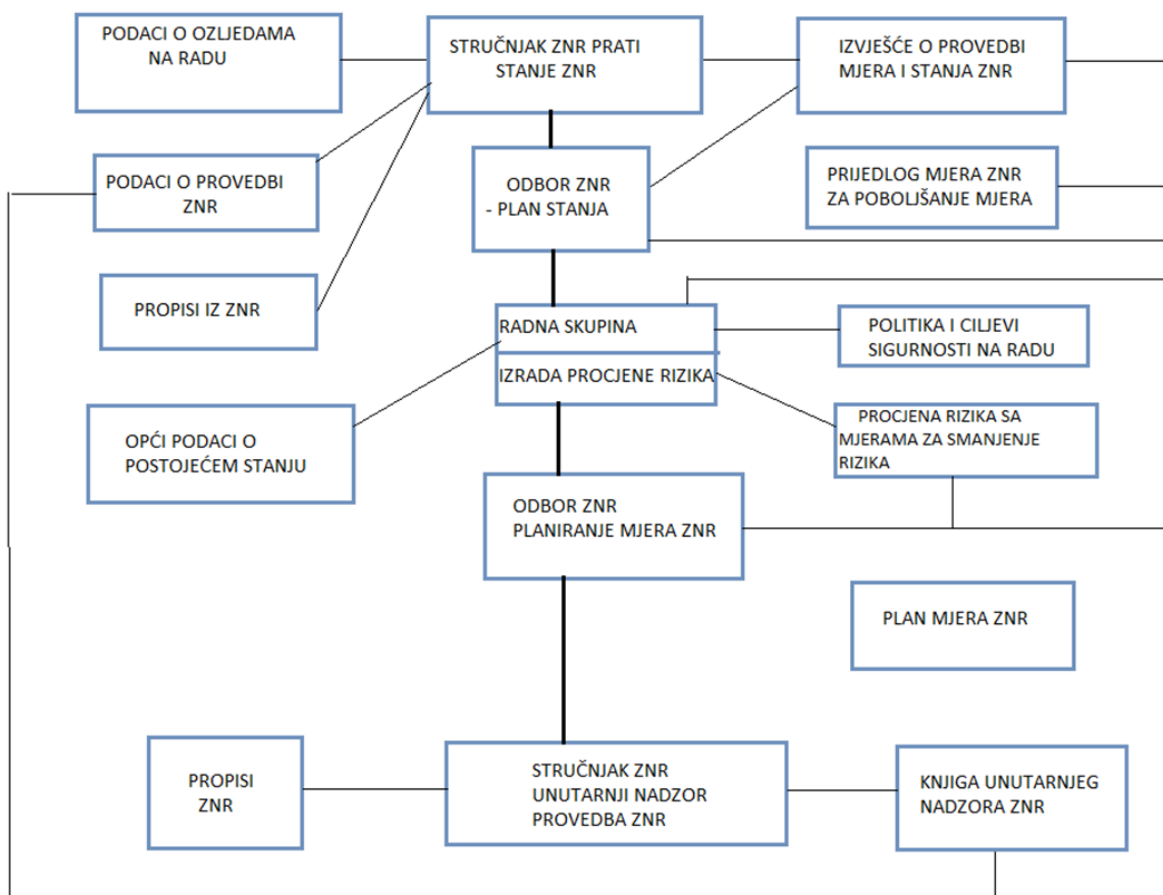 PODACI O OZLJEDAMA
NA RADU
STRUČNJAK ZNR PRATI
STANJE ZNR
IZVJEŠĆE O PROVEDBI
MJERA I STANJA ZNR
PODACI O PROVEDBI
ZNR
ODBOR ZNR
- PLAN STANJA
PRIJEDLOG MJERA ZNR
ZA POBOLJŠANJE MJERA
PROPISI IZ ZNR
RADNA SKUPINA
IZRADA PROCJENE RIZIKA
POLITIKA I CILJEVI
SIGURNOSTI NA RADU
OPĆI PODACI O
POSTOJEĆEM STANJU
PROCJENA RIZIKA SA
MJERAMA ZA SMANJENJE
RIZIKA
ODBOR ZNR
PLANIRANJE MJERA ZNR
PLAN MJERA ZNR
PROPISI
ZNR
STRUČNJAK ZNR
UNUTARNJI NADZOR
PROVEDBA ZNR
KNJIGA UNUTARNJEG
NADZORA ZNR